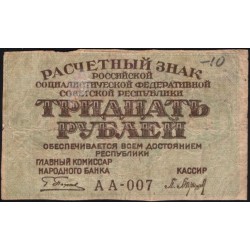 -10
РАСЧЕТНЫЙ ЗНАК
РОССИЙСКОЙ
СОЦИАЛИСТИЧЕСКОЙ ФЕДЕРАТИВНОЙ
СОВЕТСКОЙ РЕСПУБЛИКИ
ТРИДЦАТЬ
РУБЛЕЙ
ОБЕСПЕЧИВАЕТСЯ ВСЕМ ДОСТОЯНИЕМ
РЕСПУБЛИКИ
ГЛАВНЫЙ КОМИССАР
НАРОДНОГО БАНКА
КАССИР
АА-007